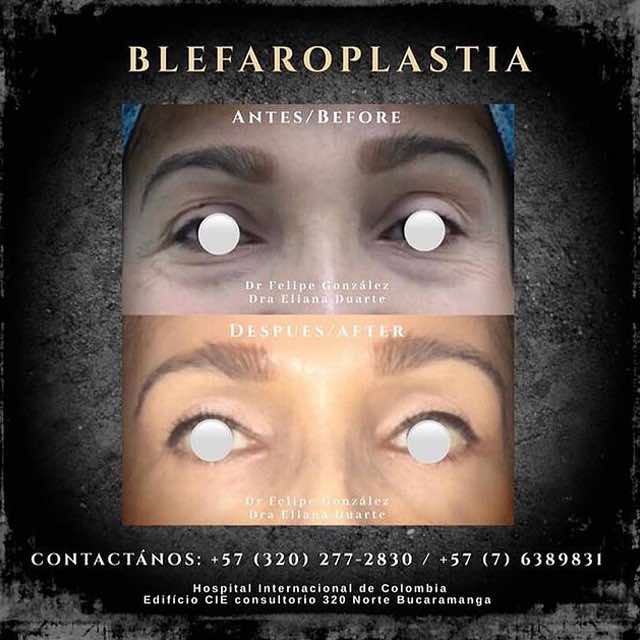 BLEFAROPLASTIA
ANTES/BEFORE
Dr Felipe González
Dra Eliana Duarte
DESPUES/AFTER
Dr Felipe González
Dra Eliana Duarte
CONTACTÁNOS: +57 (320) 277-2830 / +57 (7) 6389831
Hospital Internacional de Colombia
Edifício CIE consultorio 320 Norte Bucaramanga